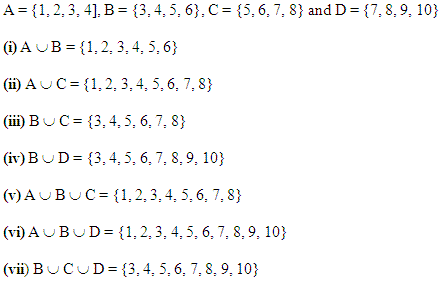 A = {1, 2, 3, 4], B = {3, 4, 5, 6}, C = {5, 6, 7, 8} and D = {7, 8, 9, 10}
(i) A ∪ B = {1, 2, 3, 4, 5, 6}
(ii) A ∪ C = {1, 2, 3, 4, 5, 6, 7, 8}
(iii) B ∪ C = {3, 4, 5, 6, 7, 8}
(iv) B ∪ D = {3, 4, 5, 6, 7, 8, 9, 10}
(v) A ∪ B ∪ C = {1, 2, 3, 4, 5, 6, 7, 8}
(vi) A ∪ B ∪ D = {1, 2, 3, 4, 5, 6, 7, 8, 9, 10}
(vii) B ∪ C ∪ D = {3, 4, 5, 6, 7, 8, 9, 10}